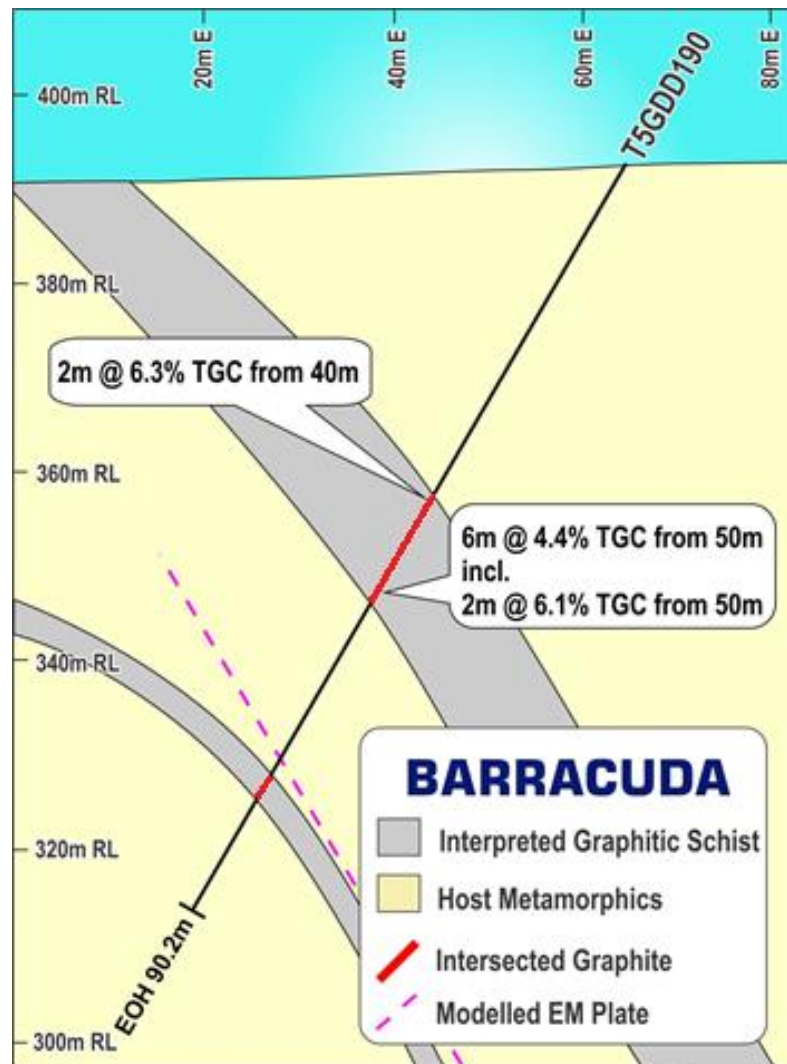 20m E
40m E
60m E
80m E
T5GDD190
400m RL
380m RL
2m @ 6.3% TGC from 40m
360m RL
6m @ 4.4% TGC from 50m
incl.
2m @ 6.1% TGC from 50m
340m RL
320m RL
EOH 90.2m
300m RL
BARRACUDA
Interpreted Graphitic Schist
Host Metamorphics
Intersected Graphite
Modelled EM Plate